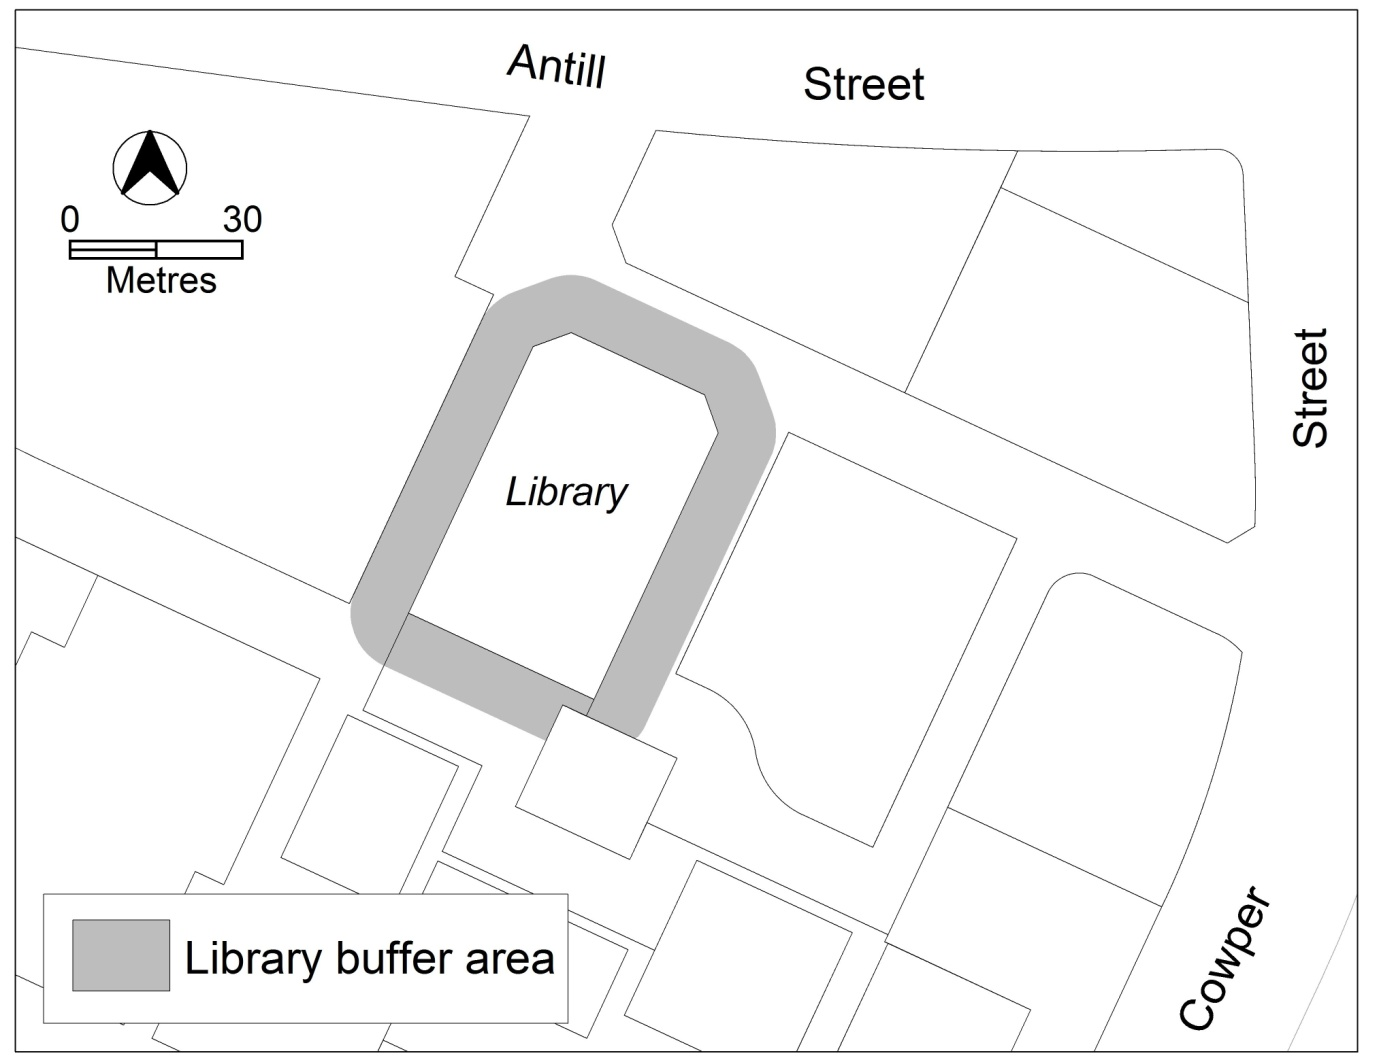 Antill
Street
0 30
Metres
Street
Library
Cowper
Library buffer area